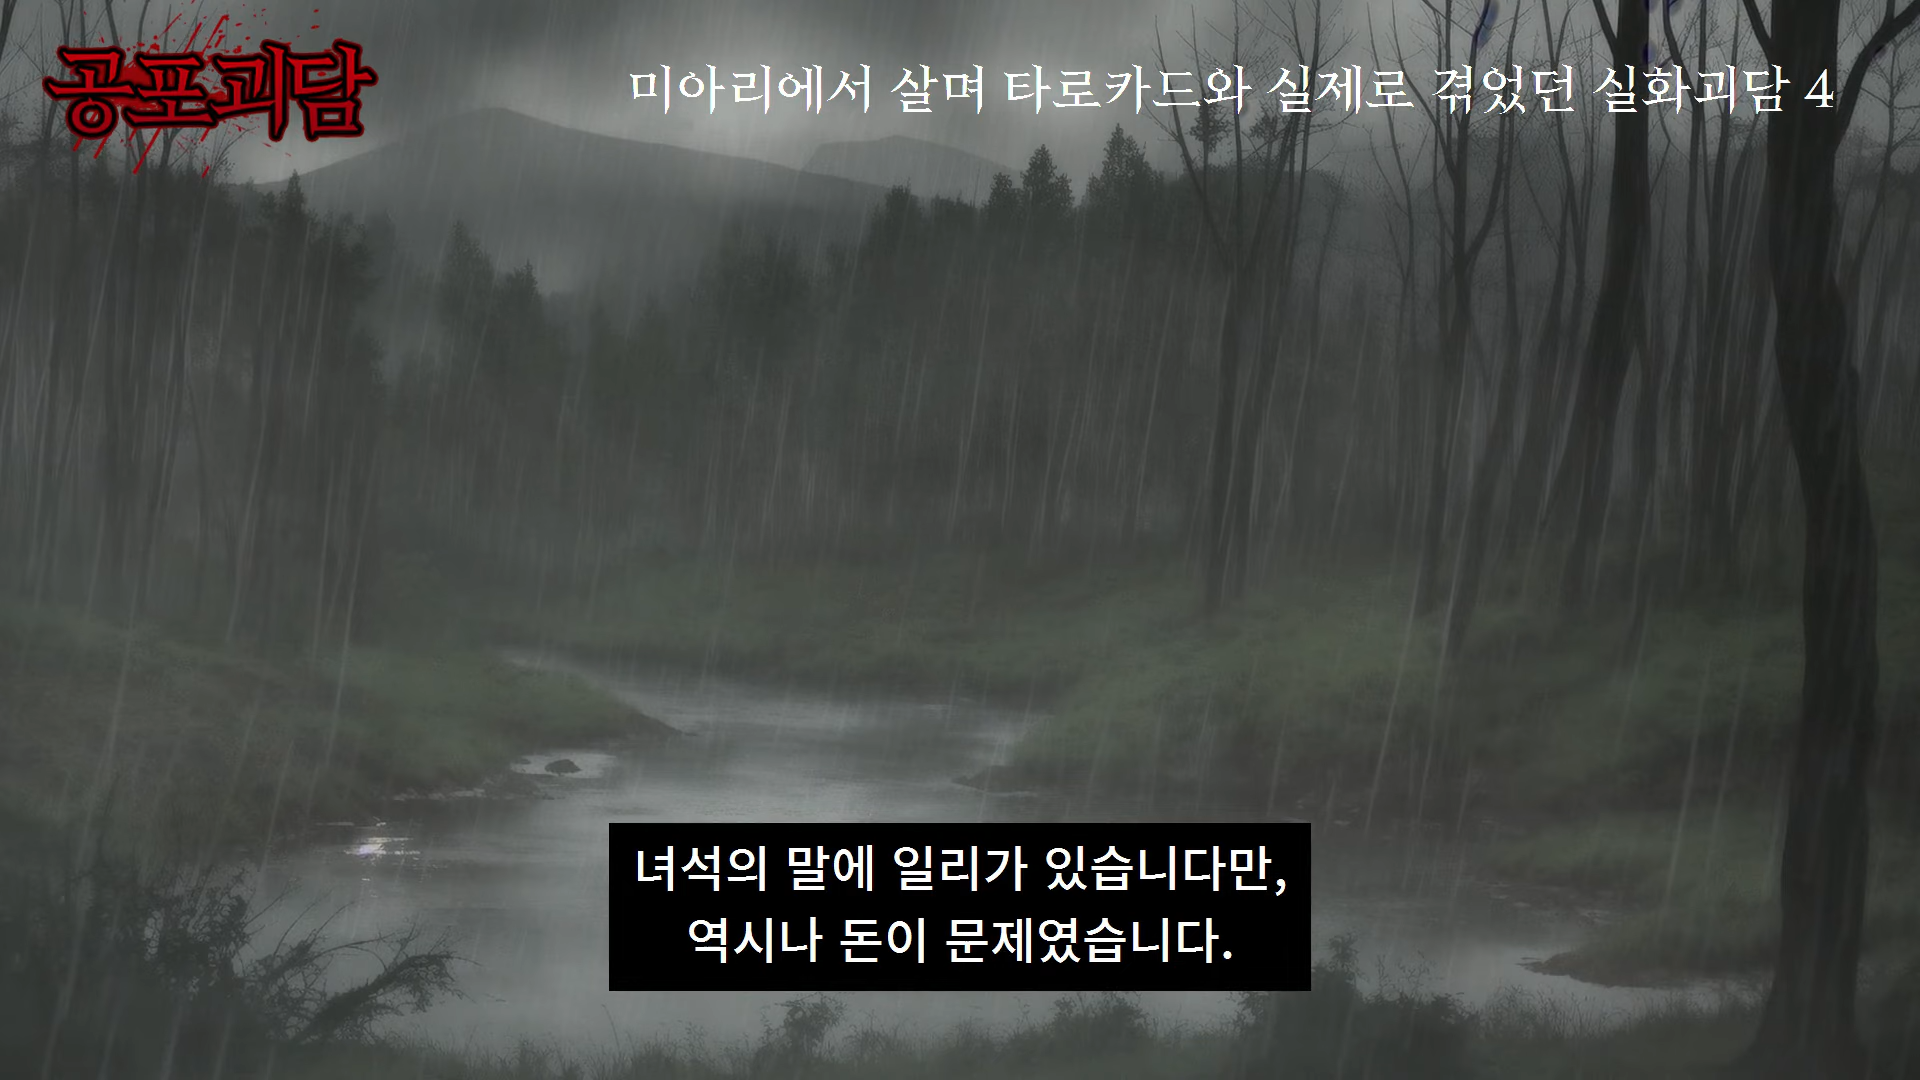 공포괴담
미아리에서 살며 타로카드와 실제로 겪었던 실화괴담 4
녀석의 말에 일리가 있습니다만,
역시나 돈이 문제였습니다.